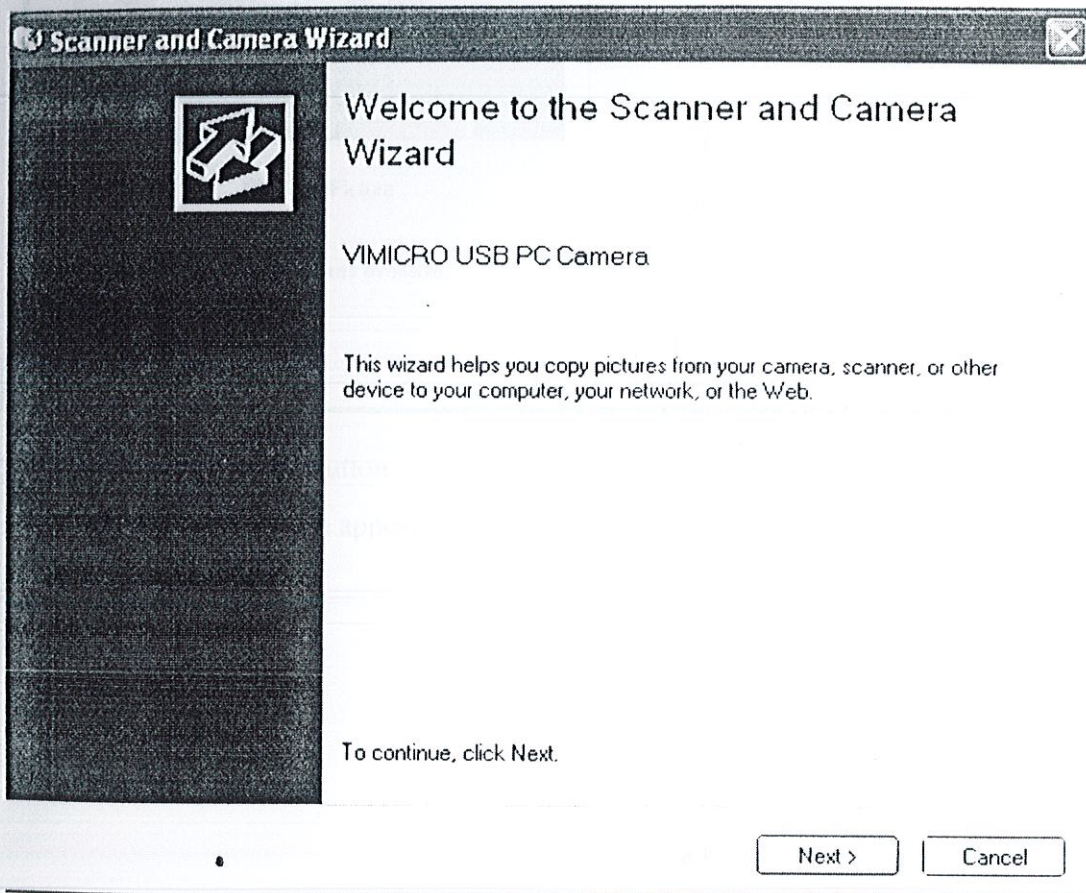 Scanner and Camera Wizard
Welcome to the Scanner and Camera
Wizard
VIMICRO USB PC Camera
This wizard helps you copy pictures from your camera, scanner, or other
device to your computer, your network, or the Web.
To continue, click Next.
Next >
Cancel